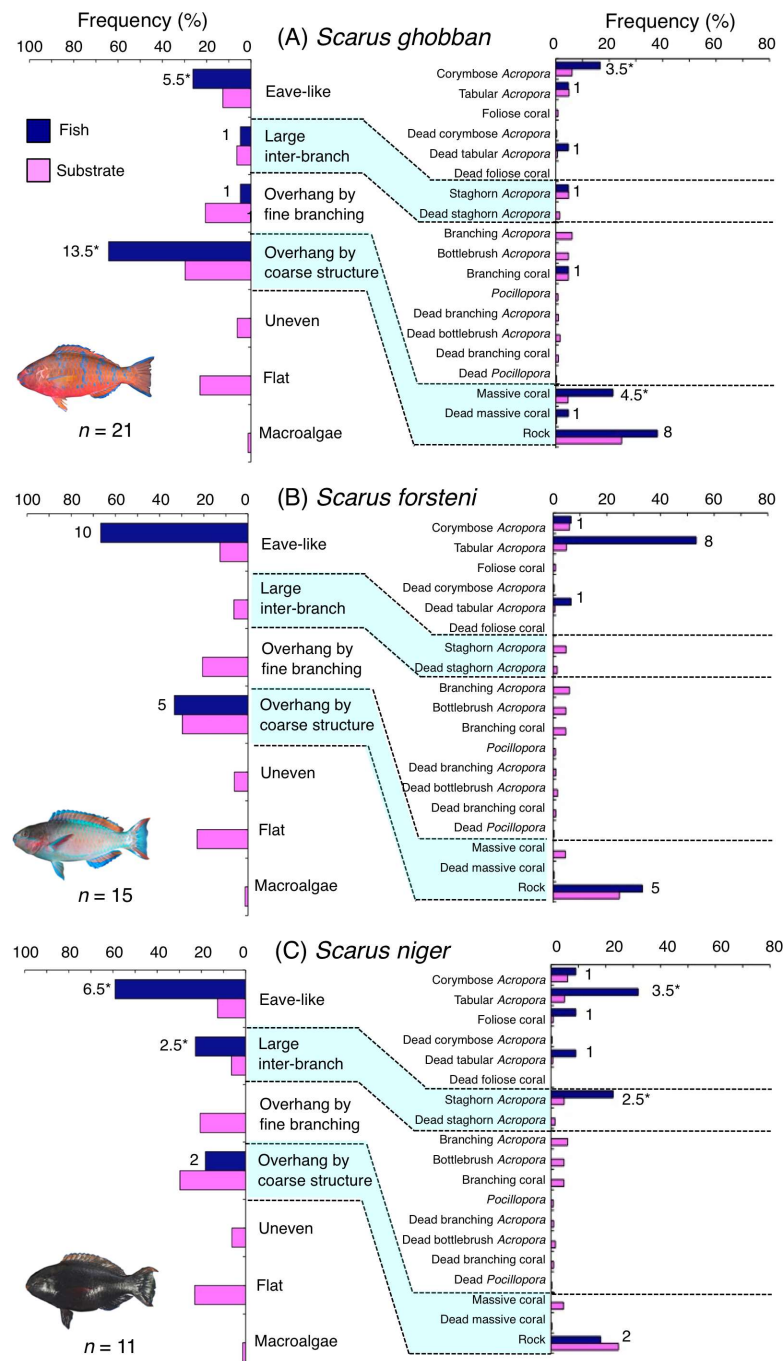 Frequency (%)
Frequency (%)
(A) Scarus ghobban
100 80 60 40 20 0
0 20 40 60 80
5.5*
Eave-like
1
Large
inter-branch
1
Overhang by
fine branching
13.5*
Overhang by
coarse structure
Uneven
Flat
Macroalgae
Fish
Substrate
n = 21
Corymbose Acropora
3.5*
Tabular Acropora
1
Foliose coral
Dead corymbose Acropora
Dead tabular Acropora
1
Dead foliose coral
Staghorn Acropora
1
Dead staghorn Acropora
Branching Acropora
Bottlebrush Acropora
Branching coral
1
Pocillopora
Dead branching Acropora
Dead bottlebrush Acropora
Dead branching coral
Dead Pocillopora
Massive coral
4.5*
Dead massive coral
1
Rock
8
(B) Scarus forsteni
100 80 60 40 20 0
0 20 40 60 80
10
Eave-like
Large
inter-branch
Overhang by
fine branching
5
Overhang by
coarse structure
Uneven
Flat
Macroalgae
n = 15
Corymbose Acropora
1
Tabular Acropora
8
Foliose coral
Dead corymbose Acropora
Dead tabular Acropora
1
Dead foliose coral
Staghorn Acropora
Dead staghorn Acropora
Branching Acropora
Bottlebrush Acropora
Branching coral
Pocillopora
Dead branching Acropora
Dead bottlebrush Acropora
Dead branching coral
Dead Pocillopora
Massive coral
Dead massive coral
Rock
5
(C) Scarus niger
100 80 60 40 20 0
0 20 40 60 80
6.5*
Eave-like
2.5*
Large
inter-branch
Overhang by
fine branching
2
Overhang by
coarse structure
Uneven
Flat
Macroalgae
n = 11
Corymbose Acropora
1
Tabular Acropora
3.5*
Foliose coral
1
Dead corymbose Acropora
Dead tabular Acropora
1
Dead foliose coral
Staghorn Acropora
2.5*
Dead staghorn Acropora
Branching Acropora
Bottlebrush Acropora
Branching coral
Pocillopora
Dead branching Acropora
Dead bottlebrush Acropora
Dead branching coral
Dead Pocillopora
Massive coral
Dead massive coral
Rock
2